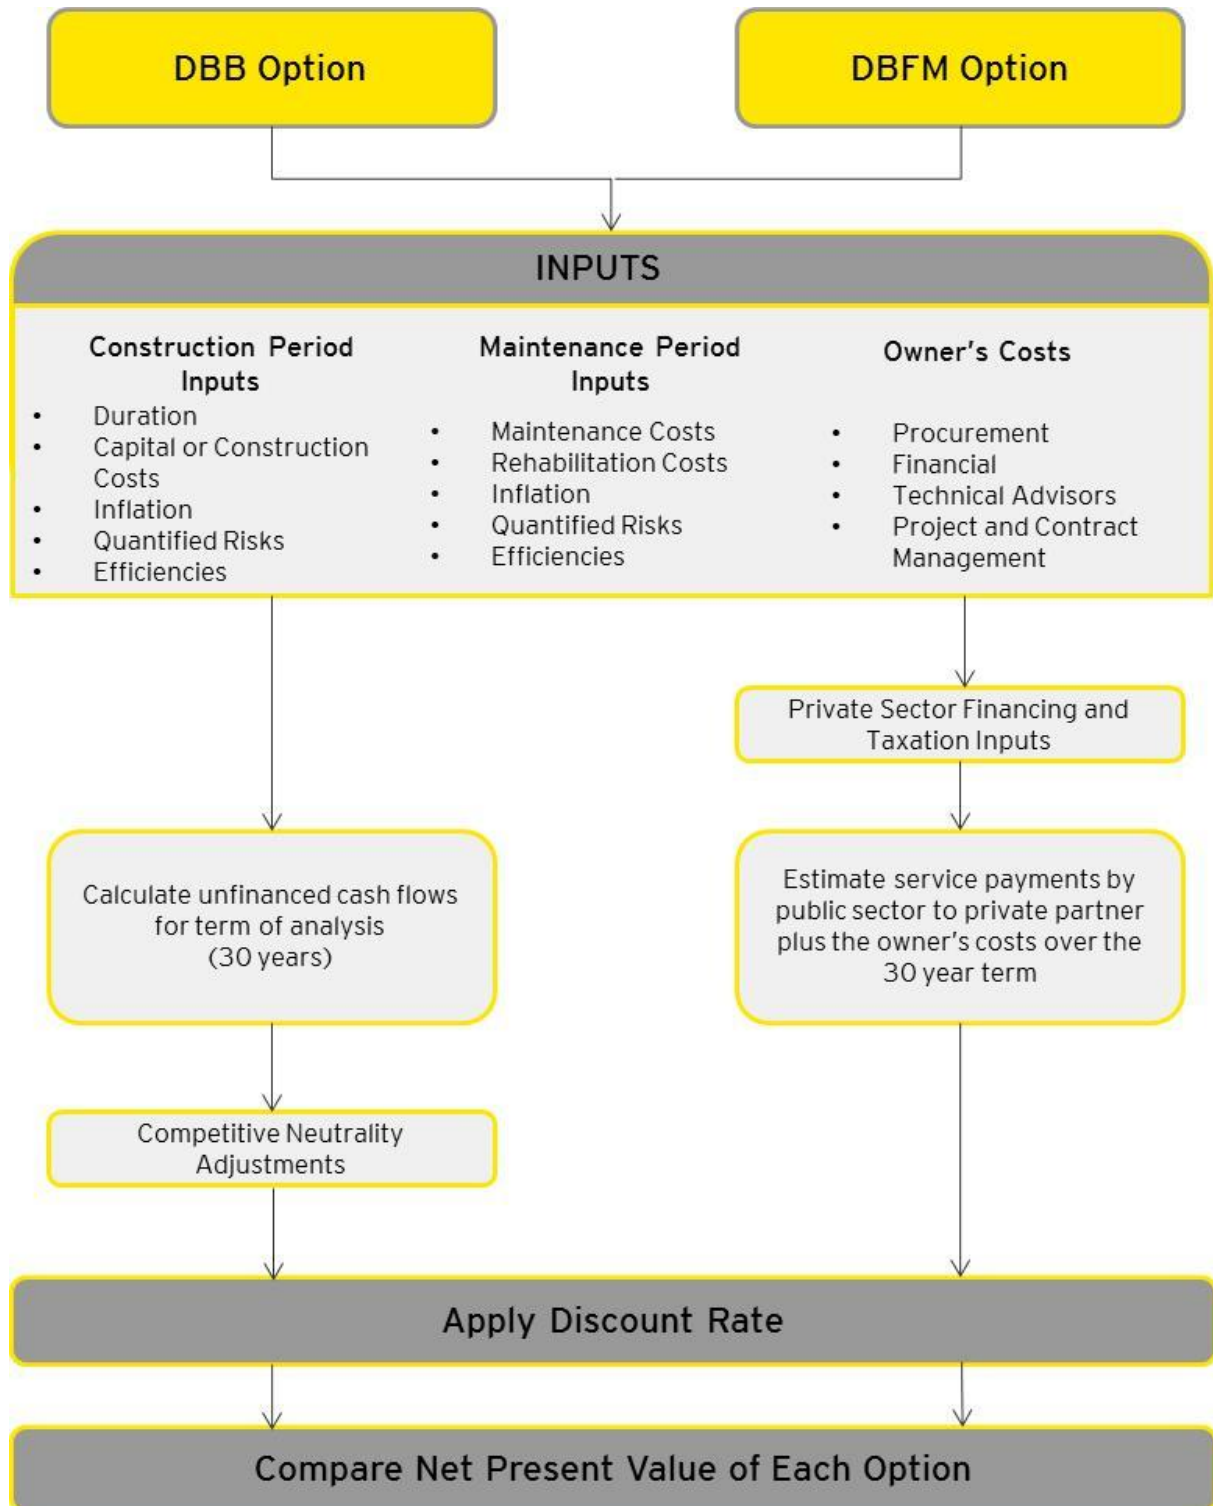 DBB Option
DBFM Option
INPUTS
Construction Period
Inputs
• Duration
• Capital or Construction
Costs
• Inflation
• Quantified Risks
• Efficiencies
Maintenance Period
Inputs
• Maintenance Costs
• Rehabilitation Costs
• Inflation
• Quantified Risks
• Efficiencies
Owner's Costs
• Procurement
• Financial
• Technical Advisors
• Project and Contract
Management
Private Sector Financing and
Taxation Inputs
Calculate unfinanced cash flows
for term of analysis
(30 years)
Estimate service payments by
public sector to private partner
plus the owner's costs over the
30 year term
Competitive Neutrality
Adjustments
Apply Discount Rate
Compare Net Present Value of Each Option